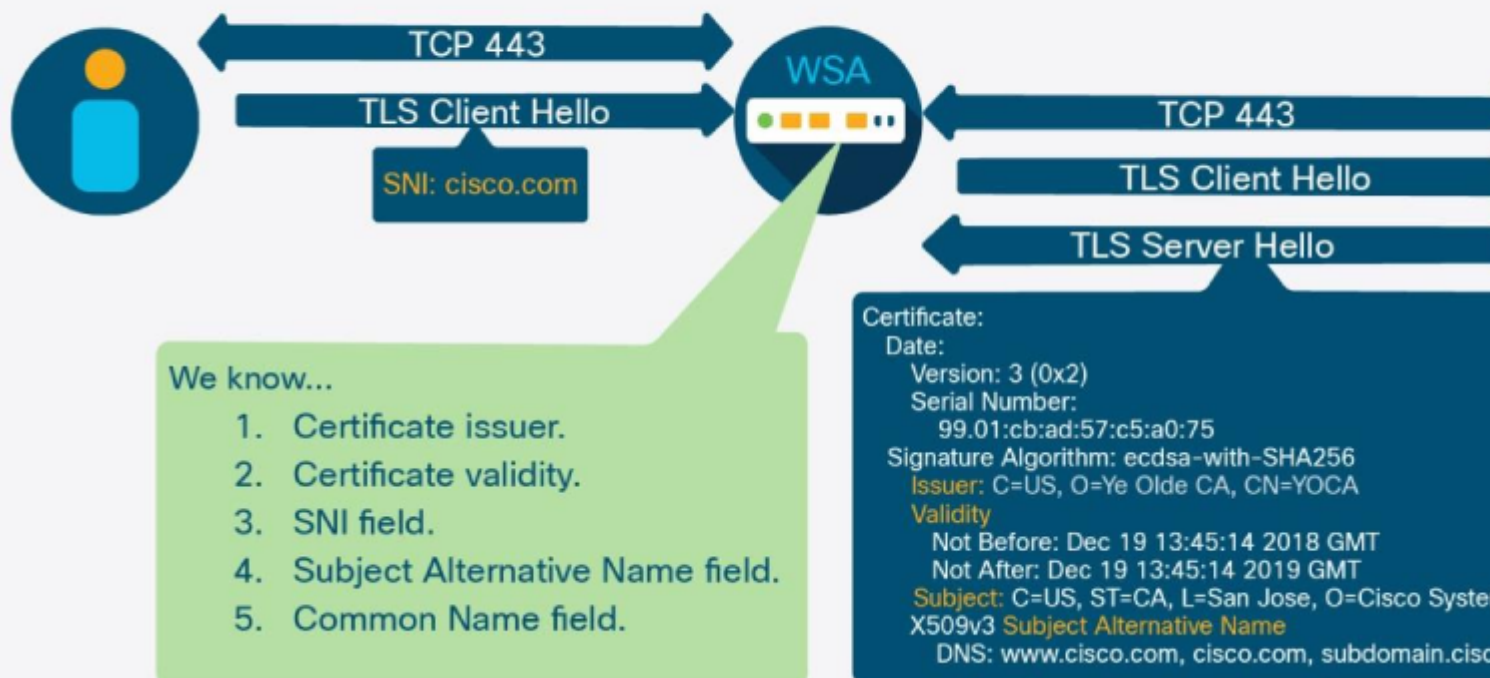 TCP 443
TLS Client Hello
SNI: cisco.com
WSA
TCP 443
TLS Client Hello
TLS Server Hello
We know...
1. Certificate issuer.
2. Certificate validity.
3. SNI field.
4. Subject Alternative Name field.
5. Common Name field.
Certificate:
Date:
Version: 3 (0x2)
Serial Number:
99.01:cb:ad:57:c5:a0:75
Signature Algorithm: ecdsa-with-SHA256
Issuer: C=US, O=Ye Olde CA, CN=YOCA
Validity
Not Before: Dec 19 13:45:14 2018 GMT
Not After: Dec 19 13:45:14 2019 GMT
Subject: C=US, ST=CA, L=San Jose, O=Cisco Syste
X509v3 Subject Alternative Name
DNS: www.cisco.com, cisco.com, subdomain.cisc